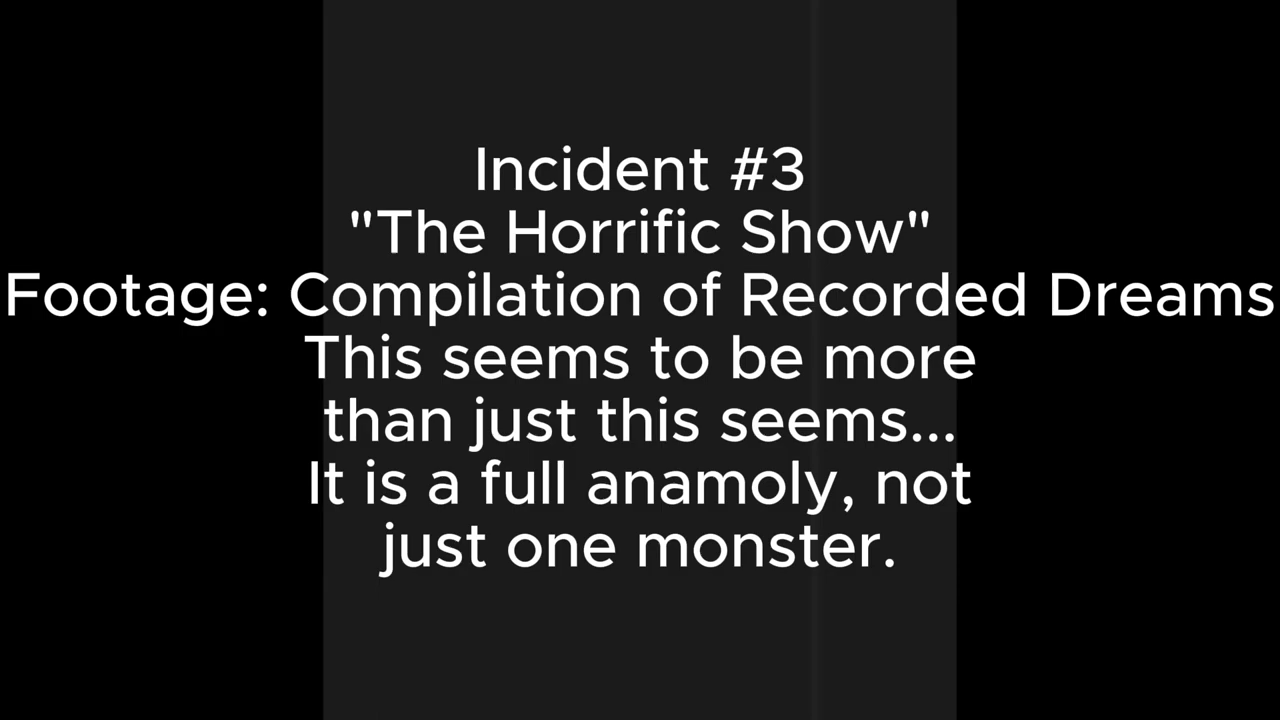 Incident #3
"The Horrific Show"
Footage: Compilation of Recorded Dreams
This seems to be more
than just this seems...
It is a full anamoly, not
just one monster.